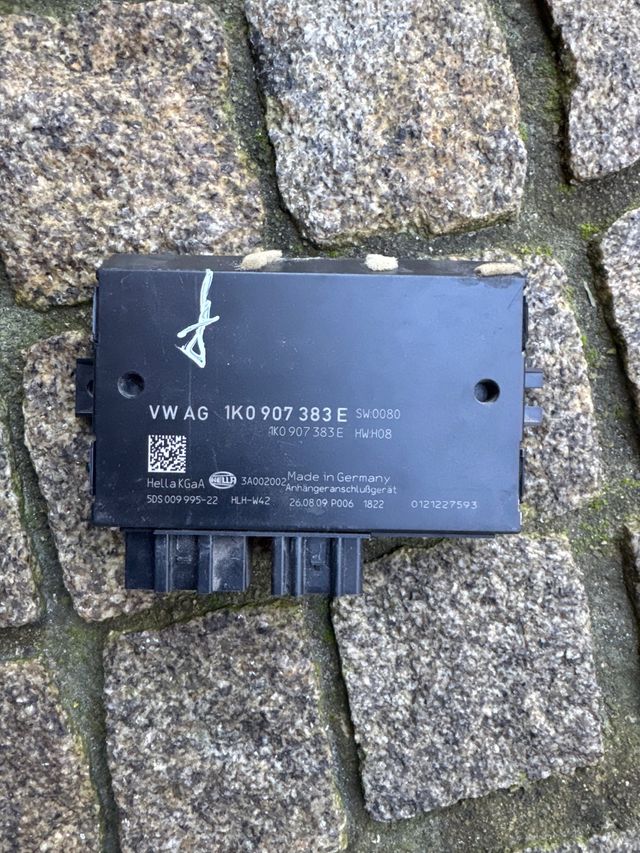 VW AG 1K0 907 383 E SW:0080
1K0 907 383 E HW:H08
Hella KGaA HELLA 3A002002 Made in Germany
Anhängeranschlußgerät
5DS 009 995-22 HLH-W42 26.08.09 P006 1822 0121227593